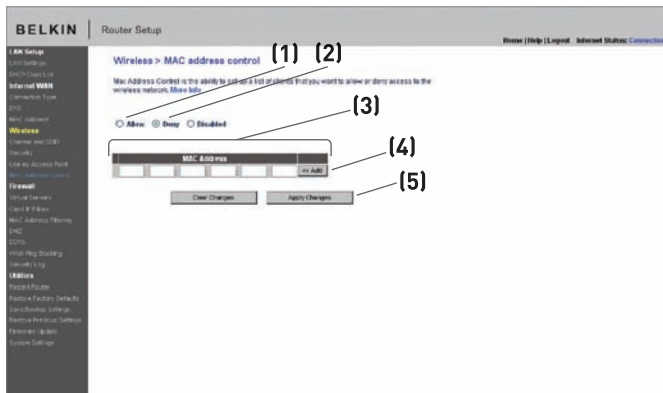 BELKIN
Router Setup
Home | Help | Logout Internet Status: Connection
LAN Setup
LAN Settings
DHCP Client List
Internet WAN
Connection Type
DNS
MAC Address
Wireless
Channel and SSID
Security
Use as Access Point
MAC Address Control
Firewall
Virtual Servers
Client IP Filters
MAC Address Filtering
DMZ
DDNS
WAN Ping Blocking
Security Log
Utilities
Restart Router
Restore Factory Defaults
Save/Backup Settings
Restore Previous Settings
Firmware Update
System Settings
Wireless > MAC address control
(1) (2)
Mac Address Control is the ability to set-up a list of clients that you want to allow or deny access to the
wireless network. More Info
(3)
Allow Deny Disabled
MAC Address
(4)
: : : : : << Add
(5)
Clear Changes Apply Changes